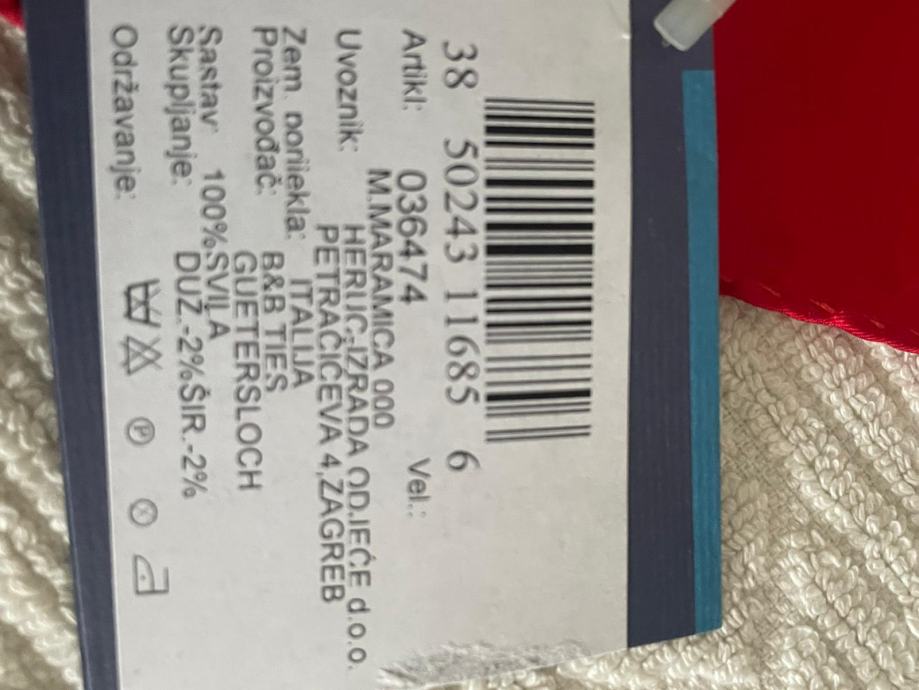 38 50243 11685 6
Artikl: 036474 Vel.:
M.MARAMICA 000
Uvoznik: HERUC-IZRADA ODJEĆE d.o.o.
PETRAČIĆEVA 4,ZAGREB
Zem. porijekla: ITALIJA
Proizvođač: B&B TIES
GUETERSLOCH
Sastav: 100%SVILA
Skupljanje: DUŽ.-2%ŠIR.-2%
Održavanje: P